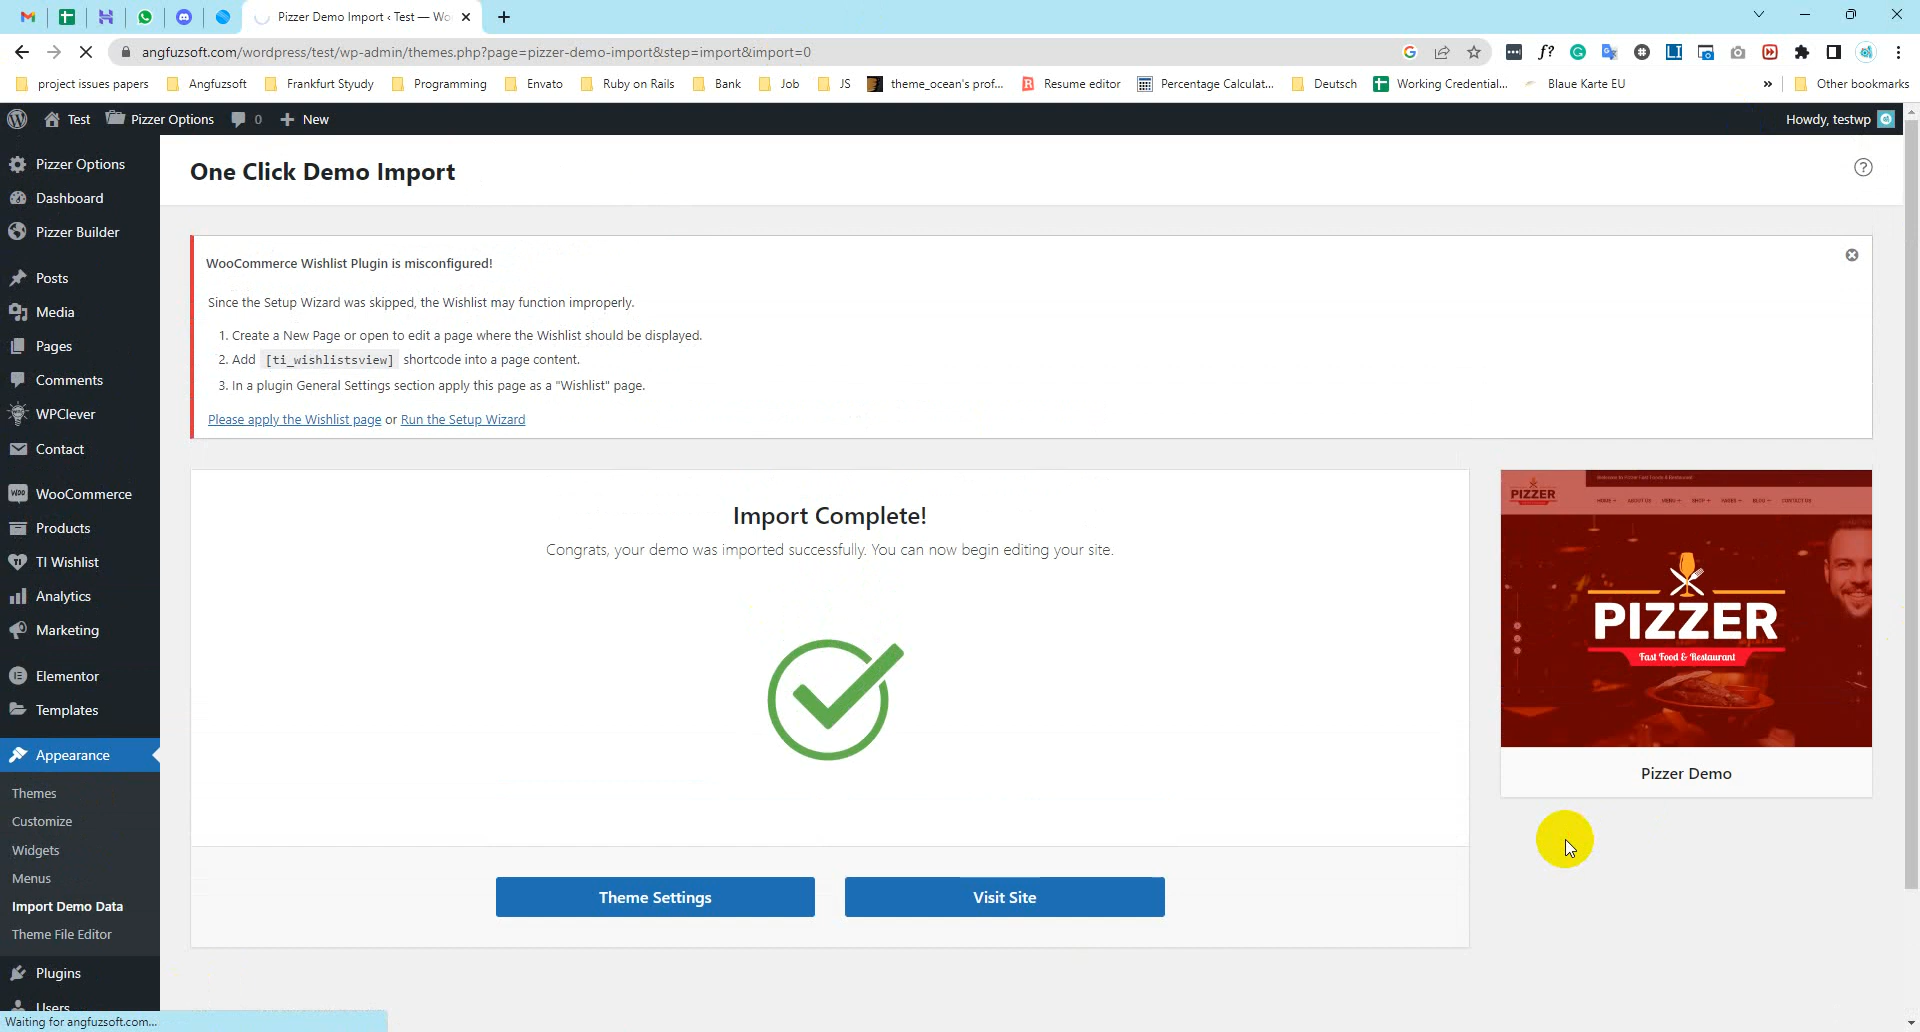 Pizzer Demo Import ‹ Test — Wo
angfuzsoft.com/wordpress/test/wp-admin/themes.php?page=pizzer-demo-import&step=import&import=0
project issues papers
Angfuzsoft
Frankfurt Styudy
Programming
Envato
Ruby on Rails
Bank
Job
JS
theme_ocean's prof...
Resume editor
Percentage Calculat...
Deutsch
Working Credential...
Blaue Karte EU
»
Other bookmarks
Test
Pizzer Options
0
New
Howdy, testwp
Pizzer Options
Dashboard
Pizzer Builder
Posts
Media
Pages
Comments
WPClever
Contact
WooCommerce
Products
TI Wishlist
Analytics
Marketing
Elementor
Templates
Appearance
Themes
Customize
Widgets
Menus
Import Demo Data
Theme File Editor
Plugins
Users
Waiting for angfuzsoft.com...
One Click Demo Import
WooCommerce Wishlist Plugin is misconfigured!
Since the Setup Wizard was skipped, the Wishlist may function improperly.
1. Create a New Page or open to edit a page where the Wishlist should be displayed.
2. Add [ti_wishlistsview] shortcode into a page content.
3. In a plugin General Settings section apply this page as a "Wishlist" page.
Please apply the Wishlist page or Run the Setup Wizard
Import Complete!
Congrats, your demo was imported successfully. You can now begin editing your site.
Theme Settings
Visit Site
PIZZER
HOME
ABOUT US
MENU
SHOP
PAGES
BLOG
CONTACT US
PIZZER
Fast Food & Restaurant
Pizzer Demo